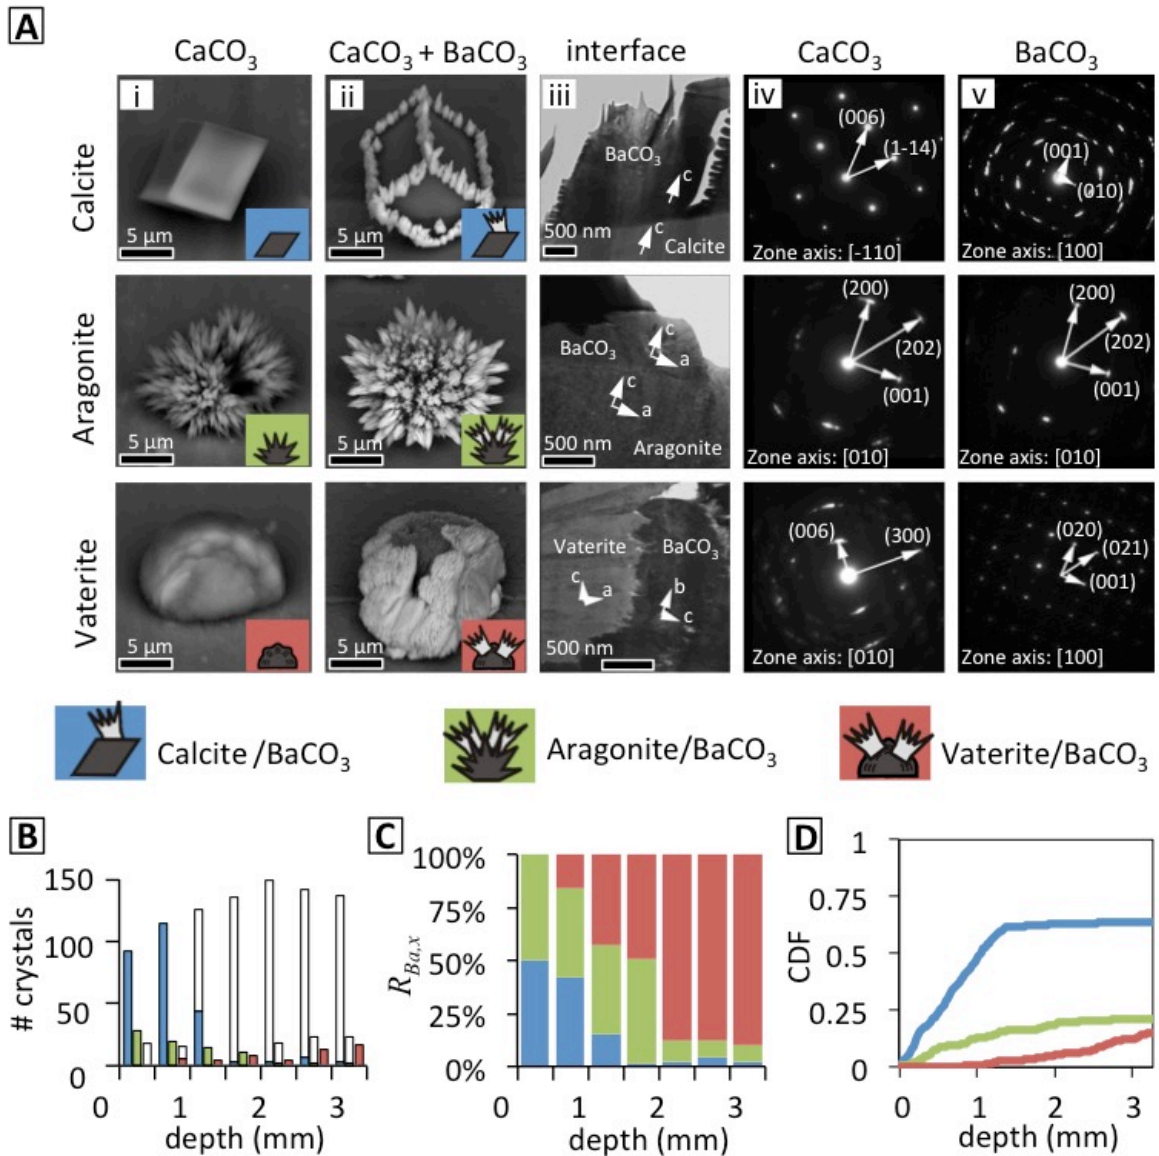 A
CaCO3
CaCO3 + BaCO3
interface
CaCO3
BaCO3
Calcite
i
5 µm
ii
5 µm
iii
BaCO3
c
c
500 nm
Calcite
iv
(006)
(1-14)
Zone axis: [-110]
v
(001)
(010)
Zone axis: [100]
Aragonite
5 µm
5 µm
BaCO3
c
a
c
a
500 nm
Aragonite
(200)
(202)
(001)
Zone axis: [010]
(200)
(202)
(001)
Zone axis: [010]
Vaterite
5 µm
5 µm
Vaterite
BaCO3
c
a
b
c
500 nm
(006)
(300)
Zone axis: [010]
(020)
(021)
(001)
Zone axis: [100]
Calcite/BaCO3
Aragonite/BaCO3
Vaterite/BaCO3
B
# crystals
150
100
50
0
0 1 2 3
depth (mm)
C
RBa,x
100%
75%
50%
25%
0%
0 1 2 3
depth (mm)
D
CDF
1
0.75
0.5
0.25
0
0 1 2 3
depth (mm)